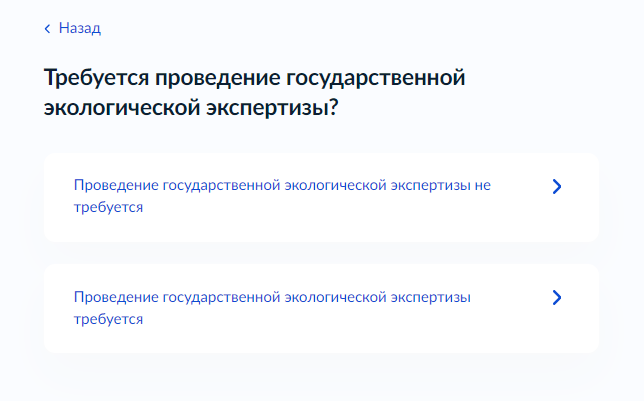 Назад
Требуется проведение государственной
экологической экспертизы?
Проведение государственной экологической экспертизы не
требуется
Проведение государственной экологической экспертизы
требуется